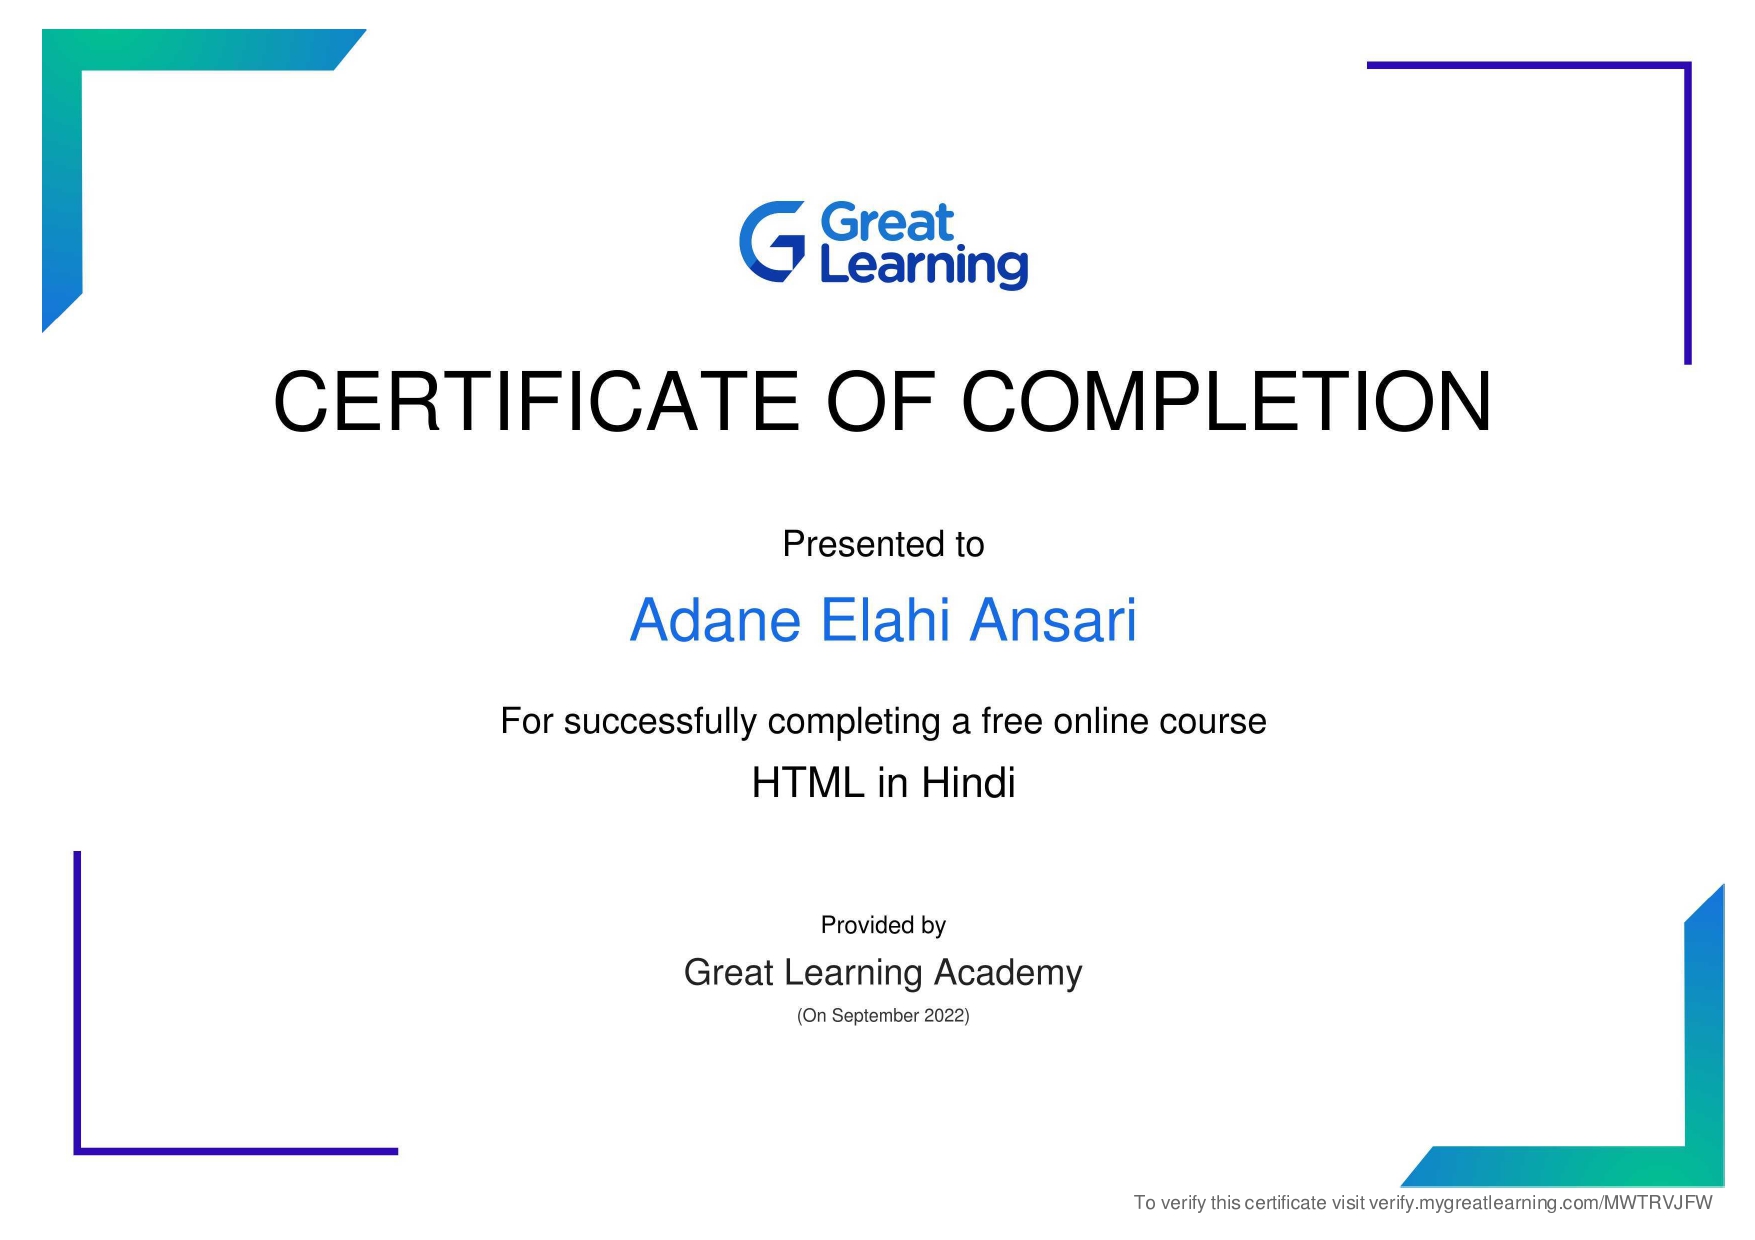 Great
Learning
CERTIFICATE OF COMPLETION
Presented to
Adane Elahi Ansari
For successfully completing a free online course
HTML in Hindi
Provided by
Great Learning Academy
(On September 2022)
To verify this certificate visit verify.mygreatlearning.com/MWTRVJFW